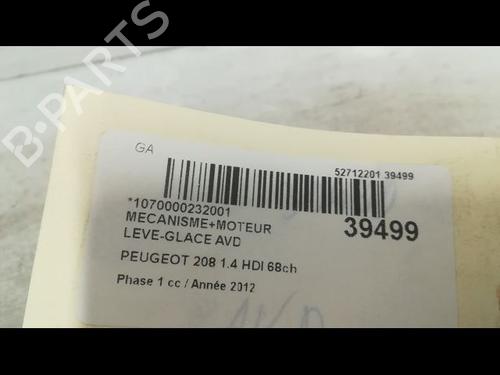 B-PARTS
GA
52712201 39499
*1070000232001
MECANISME+MOTEUR
LEVE-GLACE AVD
39499
PEUGEOT 208 1.4 HDI 68ch
Phase 1 cc / Année 2012